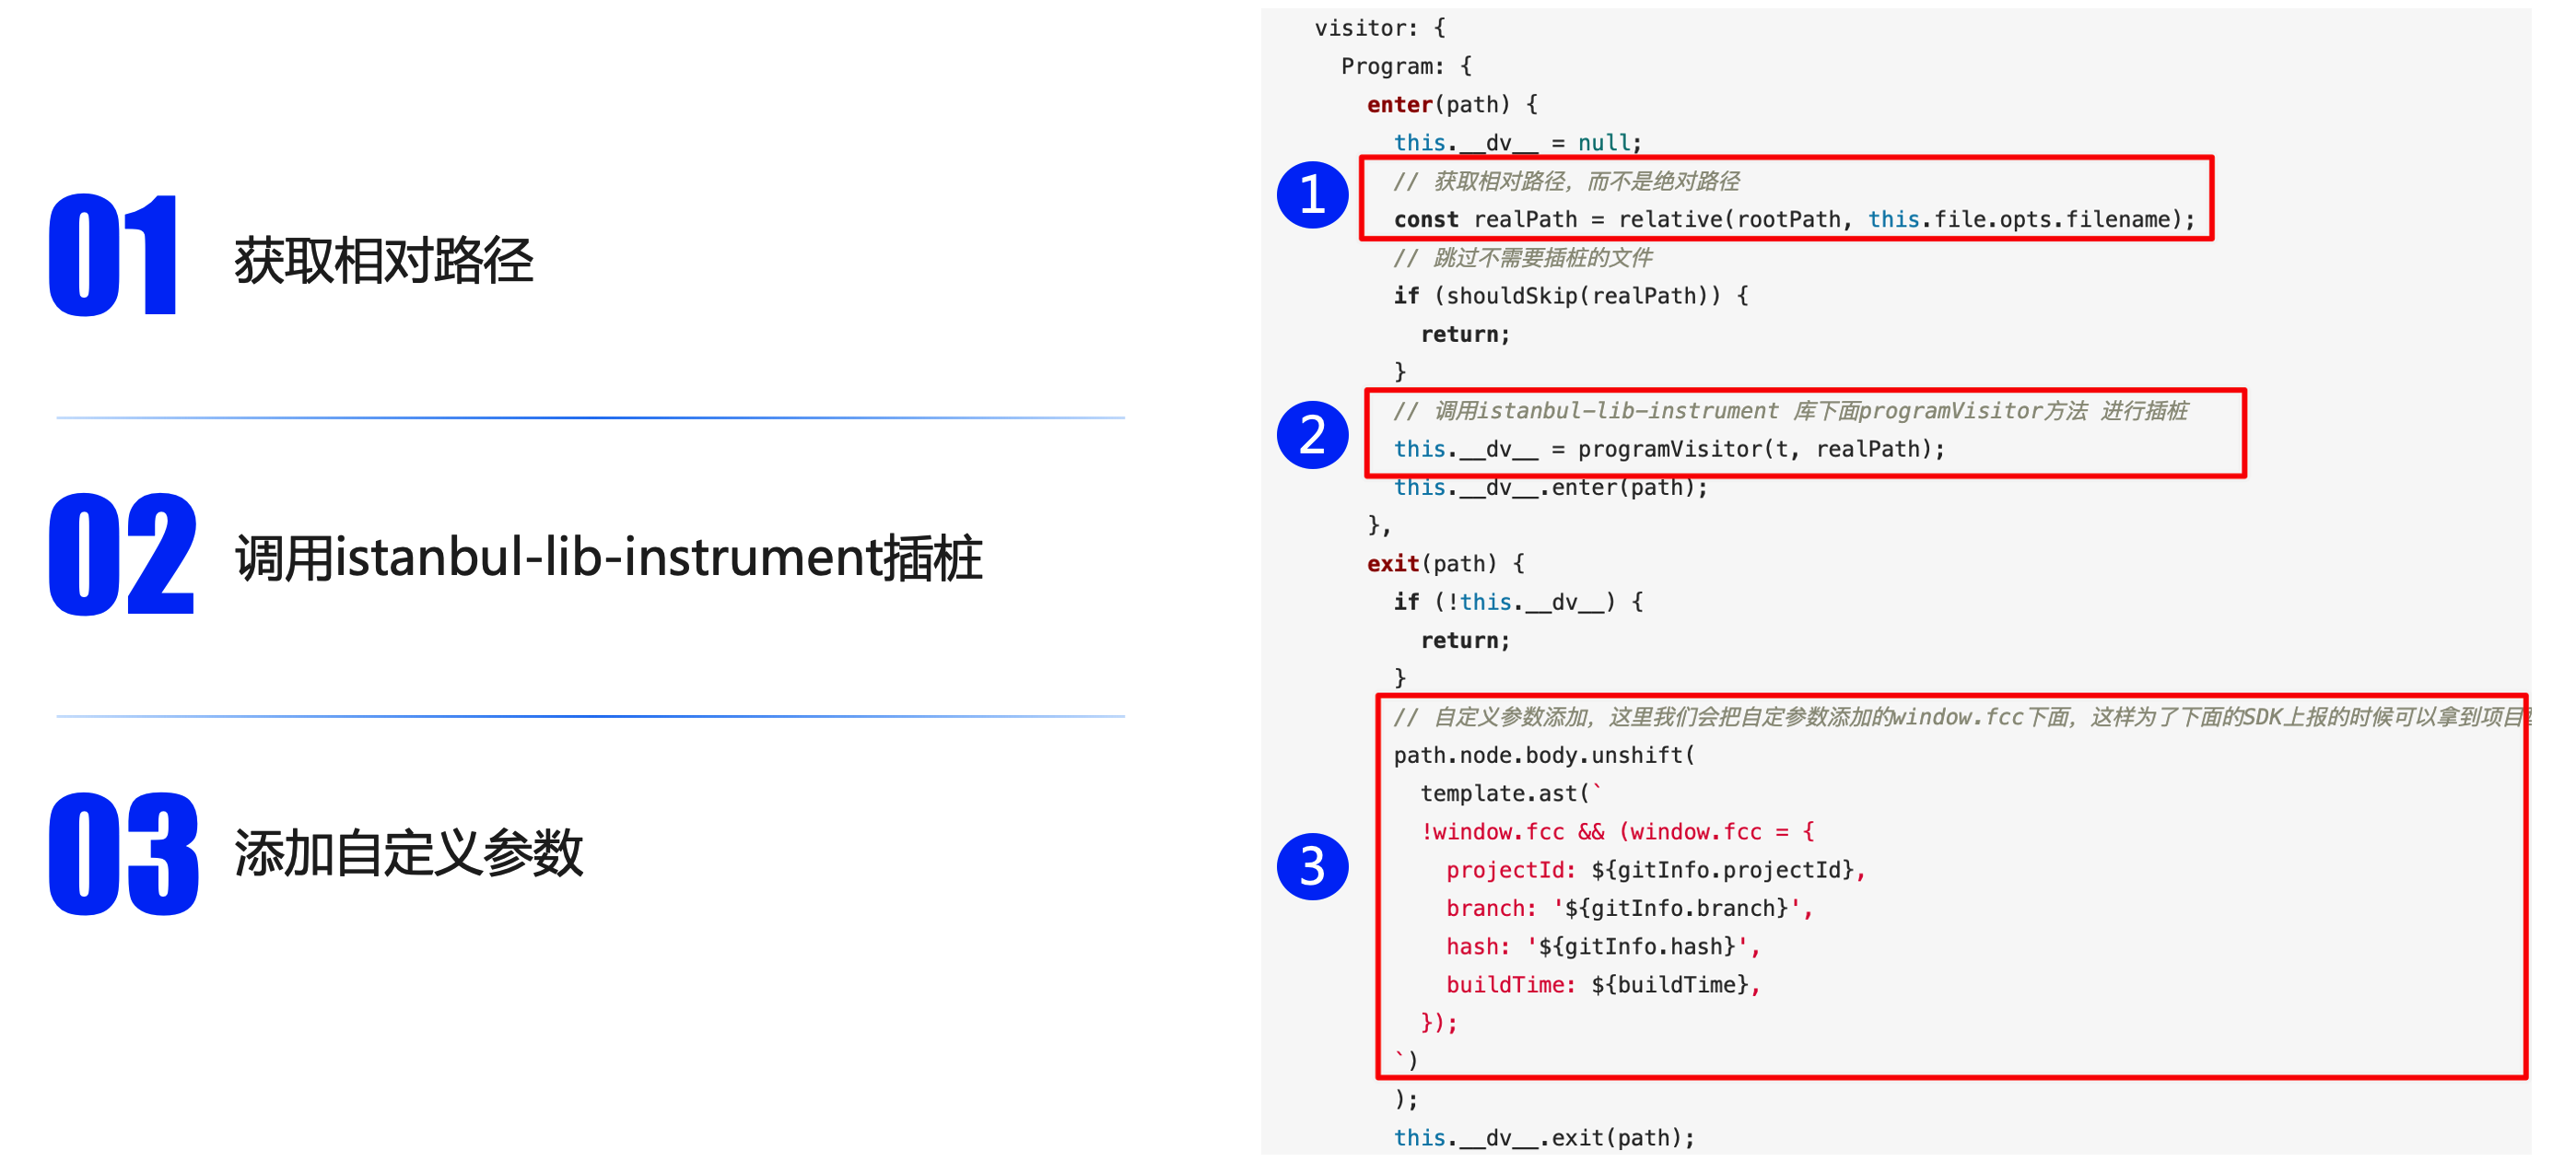 01 获取相对路径
02 调用istanbul-lib-instrument插桩
03 添加自定义参数
visitor: {
Program: {
enter(path) {
this.__dv__ = null;
1
// 获取相对路径，而不是绝对路径
const realPath = relative(rootPath, this.file.opts.filename);
// 跳过不需要插桩的文件
if (shouldSkip(realPath)) {
return;
}
2
// 调用istanbul-lib-instrument 库下面programVisitor方法 进行插桩
this.__dv__ = programVisitor(t, realPath);
this.__dv__.enter(path);
},
exit(path) {
if (!this.__dv__) {
return;
}
// 自定义参数添加，这里我们会把自定参数添加的window.fcc下面，这样为了下面的SDK上报的时候可以拿到项目
path.node.body.unshift(
template.ast(`
!window.fcc && (window.fcc = {
3
projectId: ${gitInfo.projectId},
branch: '${gitInfo.branch}',
hash: '${gitInfo.hash}',
buildTime: ${buildTime},
});
`)
);
this.__dv__.exit(path);